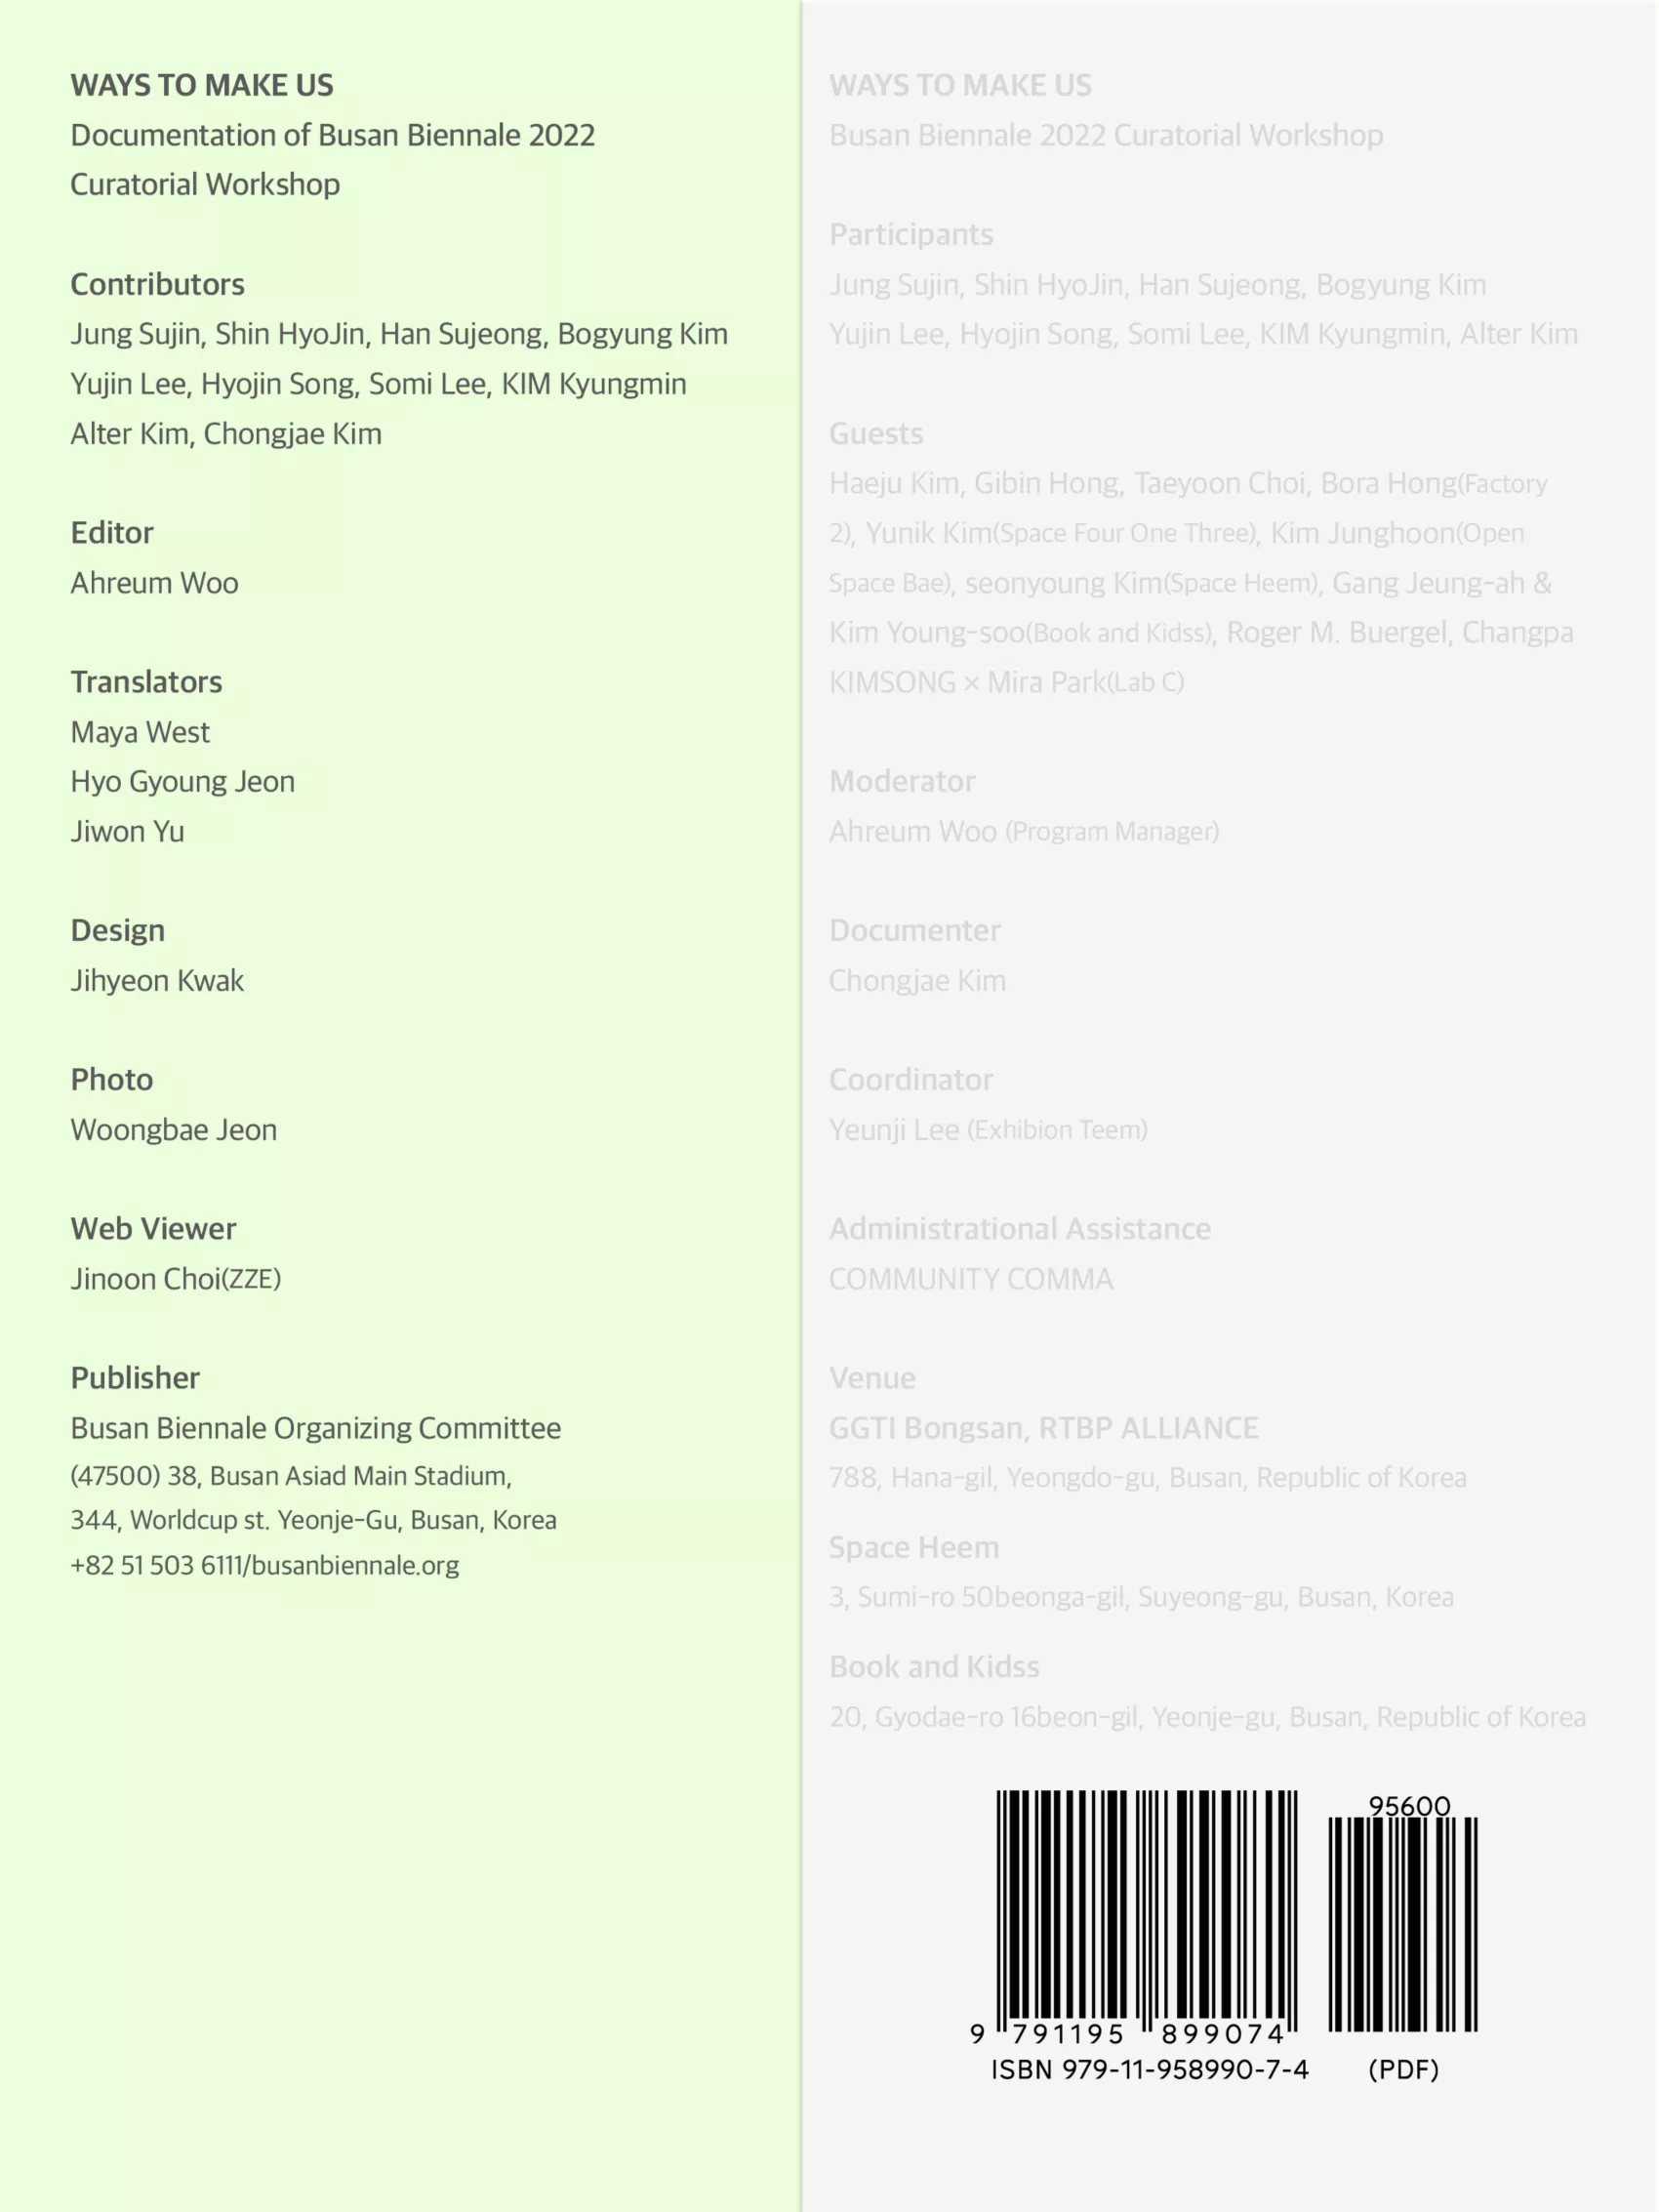 WAYS TO MAKE US
Documentation of Busan Biennale 2022
Curatorial Workshop
Contributors
Jung Sujin, Shin HyoJin, Han Sujeong, Bogyung Kim
Yujin Lee, Hyojin Song, Somi Lee, KIM Kyungmin
Alter Kim, Chongjae Kim
Editor
Ahreum Woo
Translators
Maya West
Hyo Gyoung Jeon
Jiwon Yu
Design
Jihyeon Kwak
Photo
Woongbae Jeon
Web Viewer
Jinoon Choi(ZZE)
Publisher
Busan Biennale Organizing Committee
(47500) 38, Busan Asiad Main Stadium,
344, Worldcup st. Yeonje-Gu, Busan, Korea
+82 51 503 6111/busanbiennale.org
WAYS TO MAKE US
Busan Biennale 2022 Curatorial Workshop
Participants
Jung Sujin, Shin HyoJin, Han Sujeong, Bogyung Kim
Yujin Lee, Hyojin Song, Somi Lee, KIM Kyungmin, Alter Kim
Guests
Haeju Kim, Gibin Hong, Taeyoon Choi, Bora Hong(Factory
2), Yunik Kim(Space Four One Three), Kim Junghoon(Open
Space Bae), seonyoung Kim(Space Heem), Gang Jeung-ah &
Kim Young-soo(Book and Kidss), Roger M. Buergel, Changpa
KIMSONG × Mira Park(Lab C)
Moderator
Ahreum Woo (Program Manager)
Documenter
Chongjae Kim
Coordinator
Yeunji Lee (Exhibion Teem)
Administrational Assistance
COMMUNITY COMMA
Venue
GGTI Bongsan, RTBP ALLIANCE
788, Hana-gil, Yeongdo-gu, Busan, Republic of Korea
Space Heem
3, Sumi-ro 50beonga-gil, Suyeong-gu, Busan, Korea
Book and Kidss
20, Gyodae-ro 16beon-gil, Yeonje-gu, Busan, Republic of Korea
95600
9 791195 899074
ISBN 979-11-958990-7-4 (PDF)